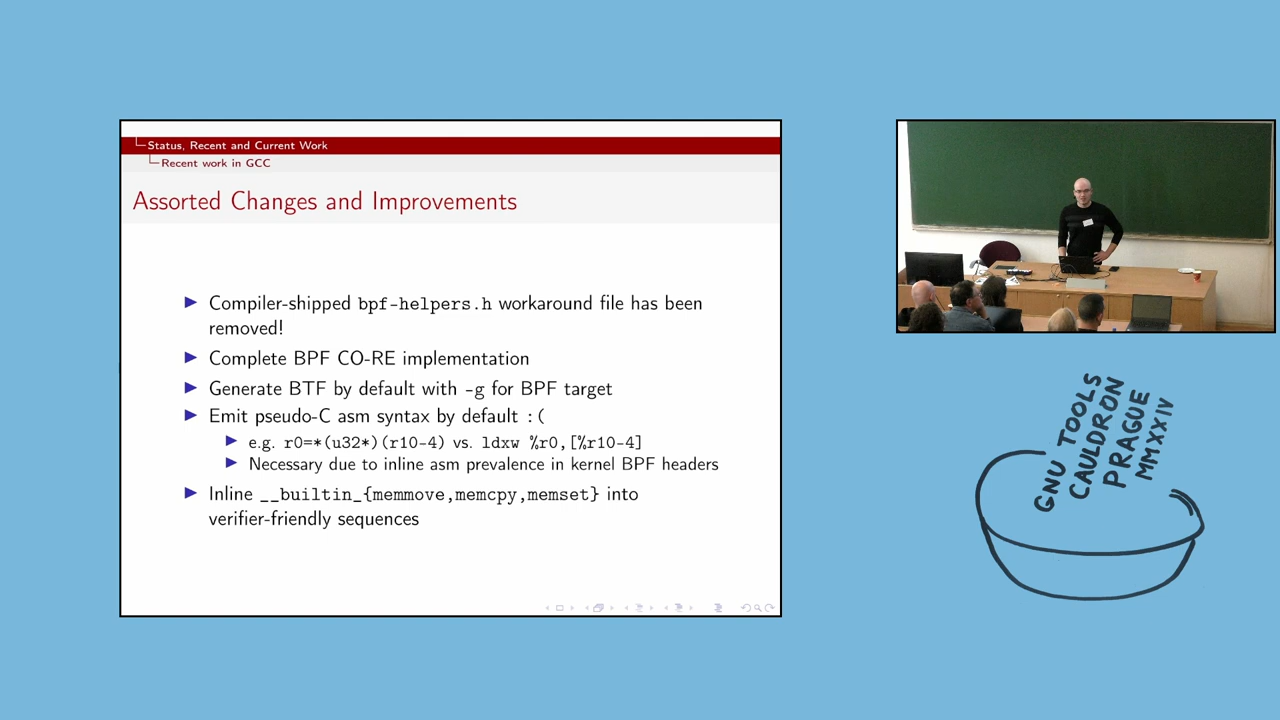 Status, Recent and Current Work
Recent work in GCC
Assorted Changes and Improvements
Compiler-shipped bpf-helpers.h workaround file has been
removed!
Complete BPF CO-RE implementation
Generate BTF by default with -g for BPF target
Emit pseudo-C asm syntax by default :(
e.g. r0=*(u32*)(r10-4) vs. ldxw %r0,[%r10-4]
Necessary due to inline asm prevalence in kernel BPF headers
Inline __builtin_{memmove,memcpy,memset} into
verifier-friendly sequences
GNU TOOLS
CAULDRON
PRAGUE
MMXXIV